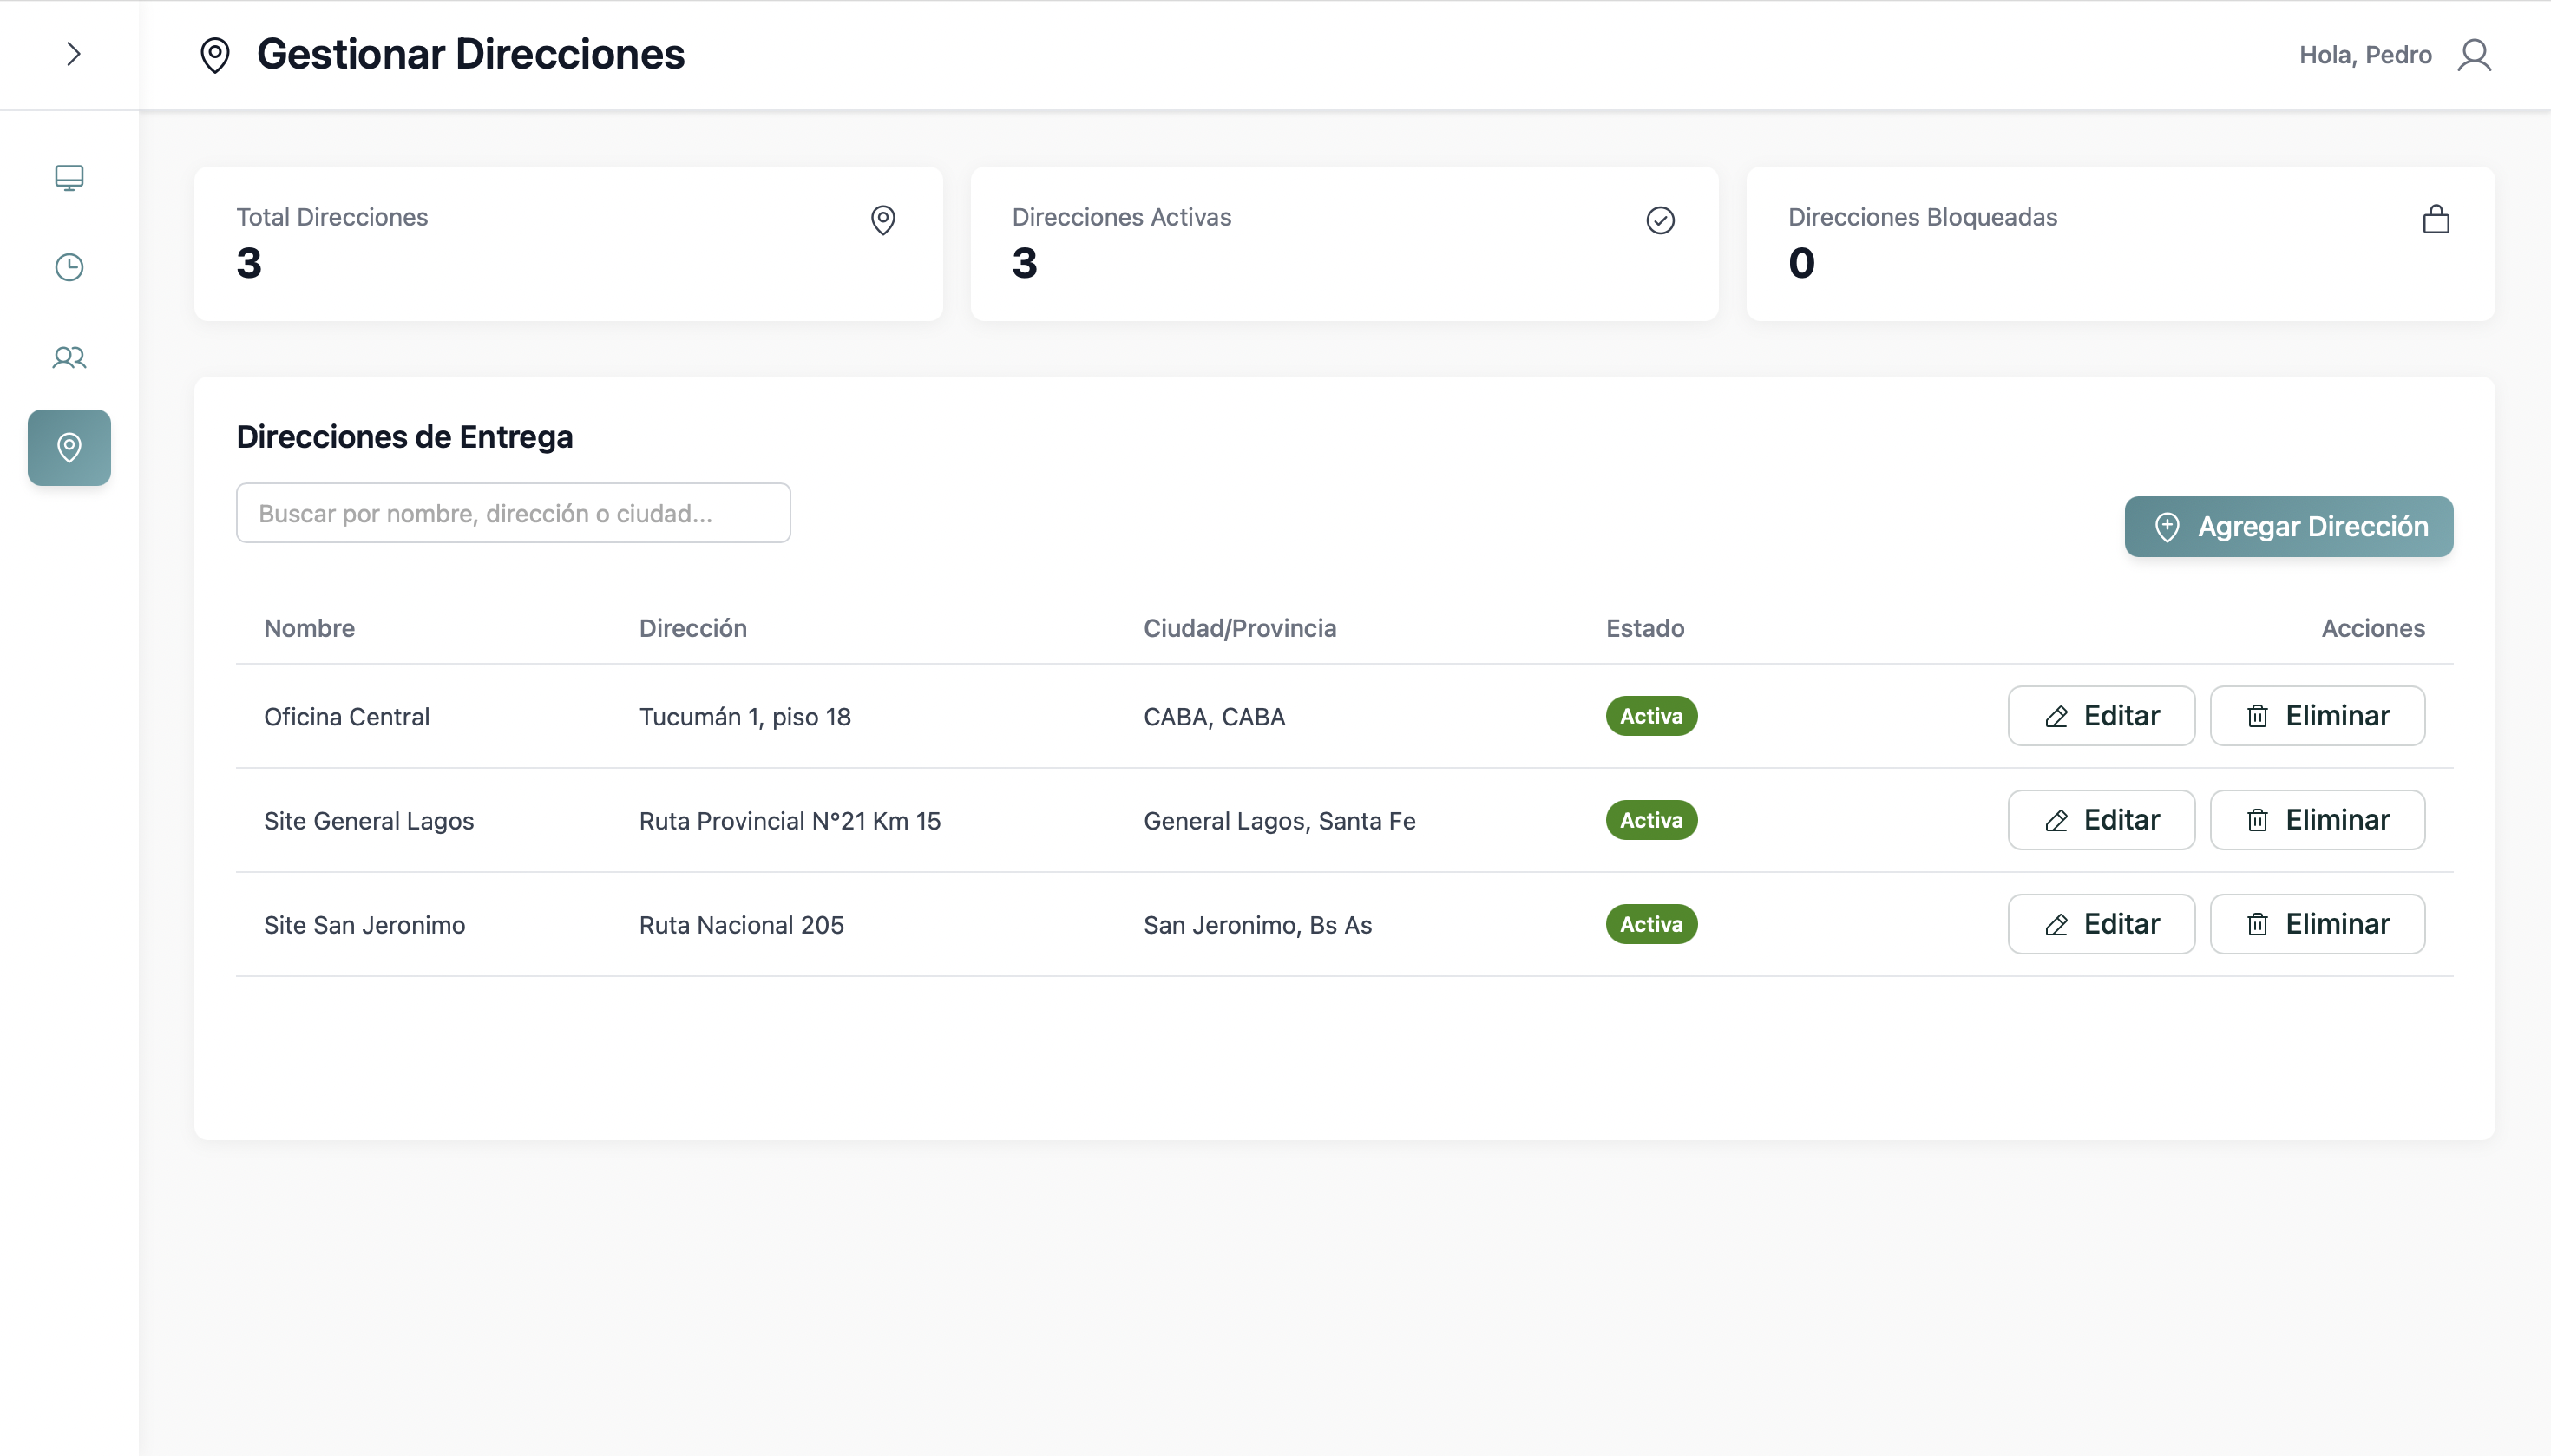 Gestionar Direcciones
Hola, Pedro
Total Direcciones
3
Direcciones Activas
3
Direcciones Bloqueadas
0
Direcciones de Entrega
Buscar por nombre, dirección o ciudad...
Agregar Dirección
Nombre Dirección Ciudad/Provincia Estado Acciones
Oficina Central Tucumán 1, piso 18 CABA, CABA Activa Editar Eliminar
Site General Lagos Ruta Provincial N°21 Km 15 General Lagos, Santa Fe Activa Editar Eliminar
Site San Jeronimo Ruta Nacional 205 San Jeronimo, Bs As Activa Editar Eliminar